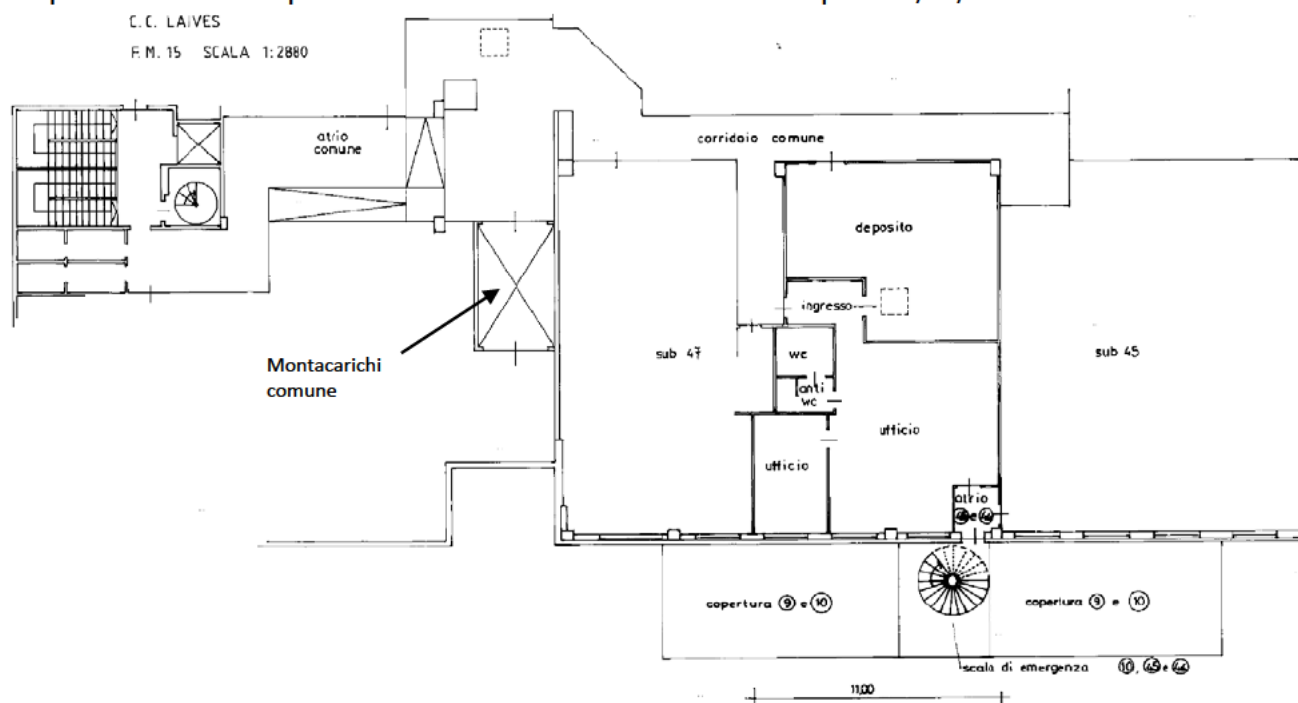 C.C. LAIVES
F.M. 15 SCALA 1:2880
atrio
comune
corridoio comune
deposito
ingresso
Montacarichi
comune
sub 47
wc
sub 45
anti
wc
ufficio
ufficio
atrio
copertura 9 e 10
copertura 9 e 10
scala di emergenza 10, 45 e 46
11,00